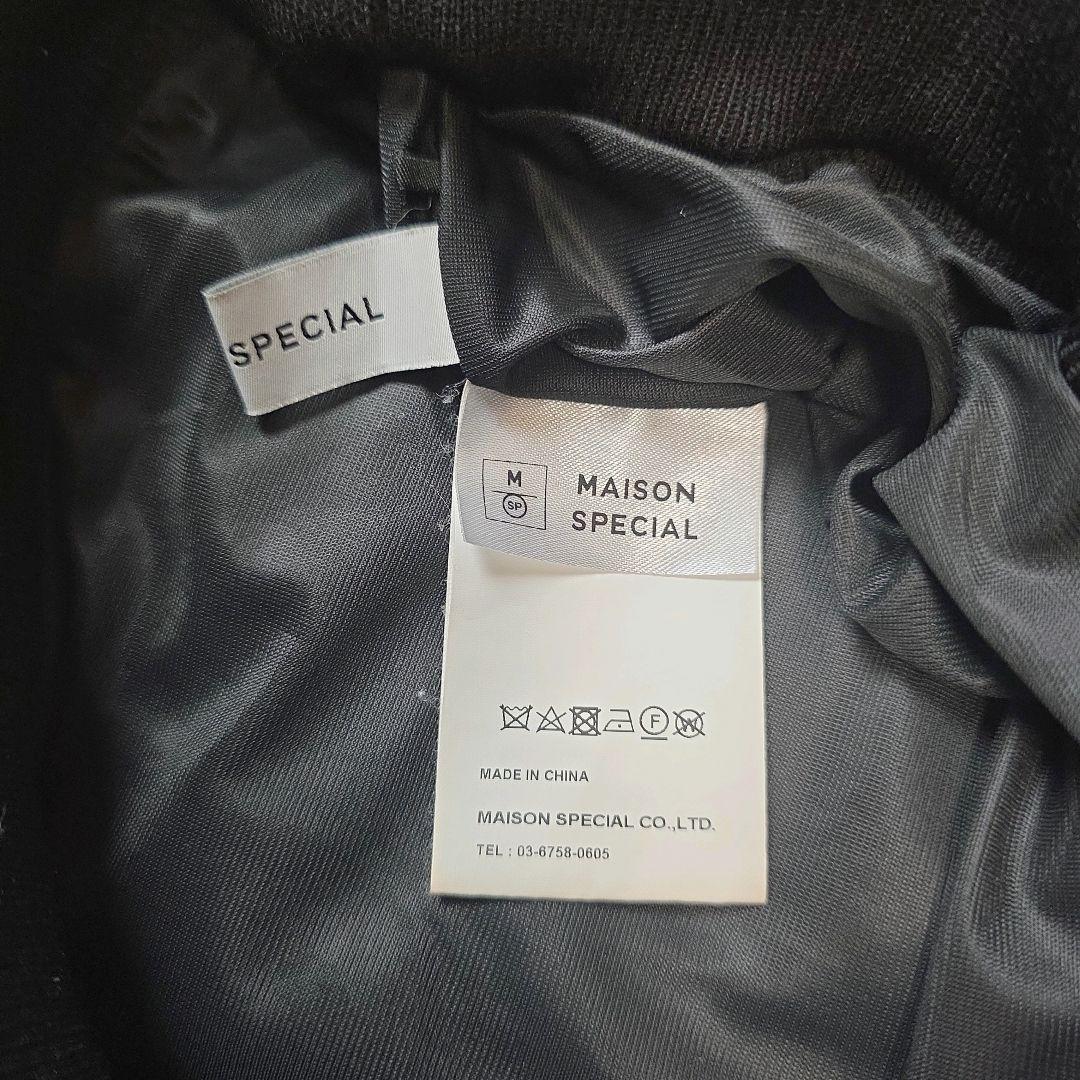 SPECIAL
M
SP
MAISON
SPECIAL
F
W
MADE IN CHINA
MAISON SPECIAL CO.,LTD.
TEL : 03-6758-0605